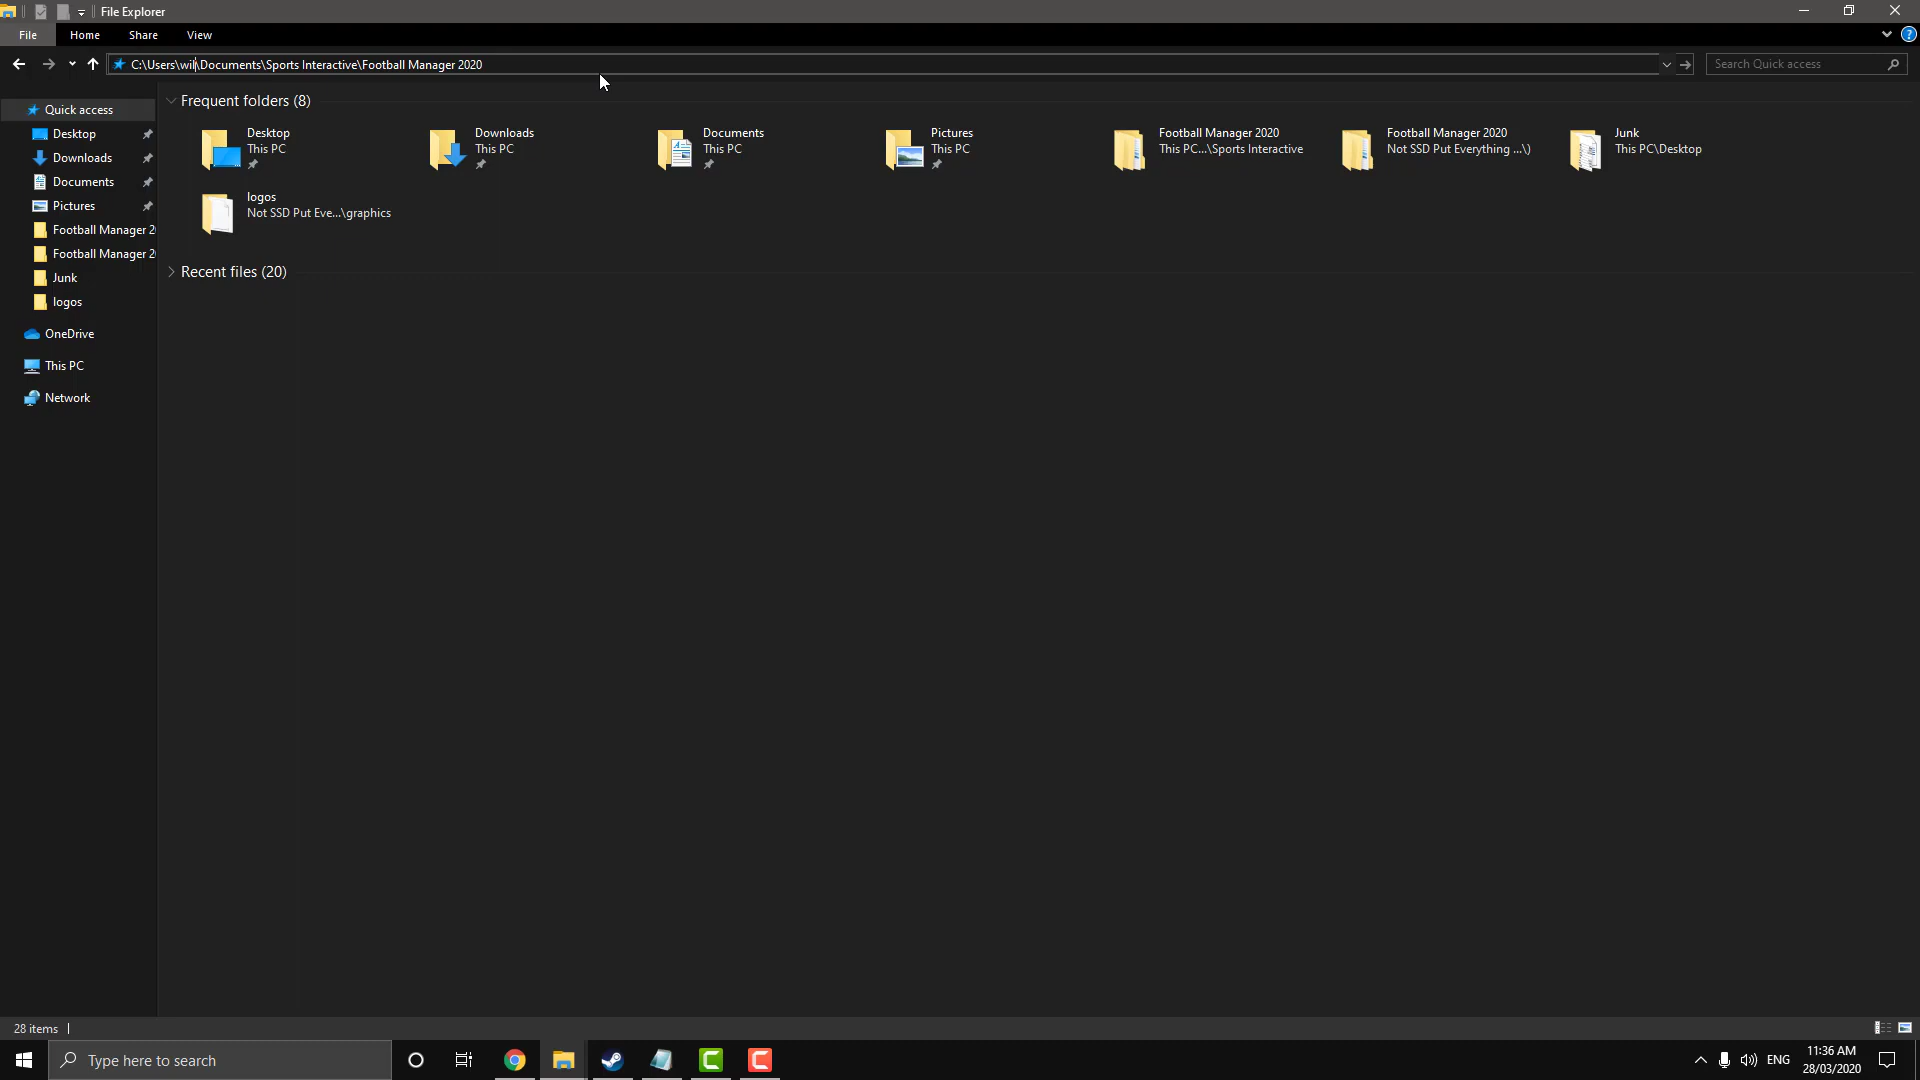 File Explorer
File
Home
Share
View
C:\Users\wil\Documents\Sports Interactive\Football Manager 2020
Search Quick access
Quick access
Desktop
Downloads
Documents
Pictures
Football Manager 20
Football Manager 20
Junk
logos
OneDrive
This PC
Network
Frequent folders (8)
Desktop
This PC
Downloads
This PC
Documents
This PC
Pictures
This PC
Football Manager 2020
This PC...\Sports Interactive
Football Manager 2020
Not SSD Put Everything ...\)
Junk
This PC\Desktop
logos
Not SSD Put Eve...\graphics
Recent files (20)
28 items
Type here to search
ENG
11:36 AM
28/03/2020